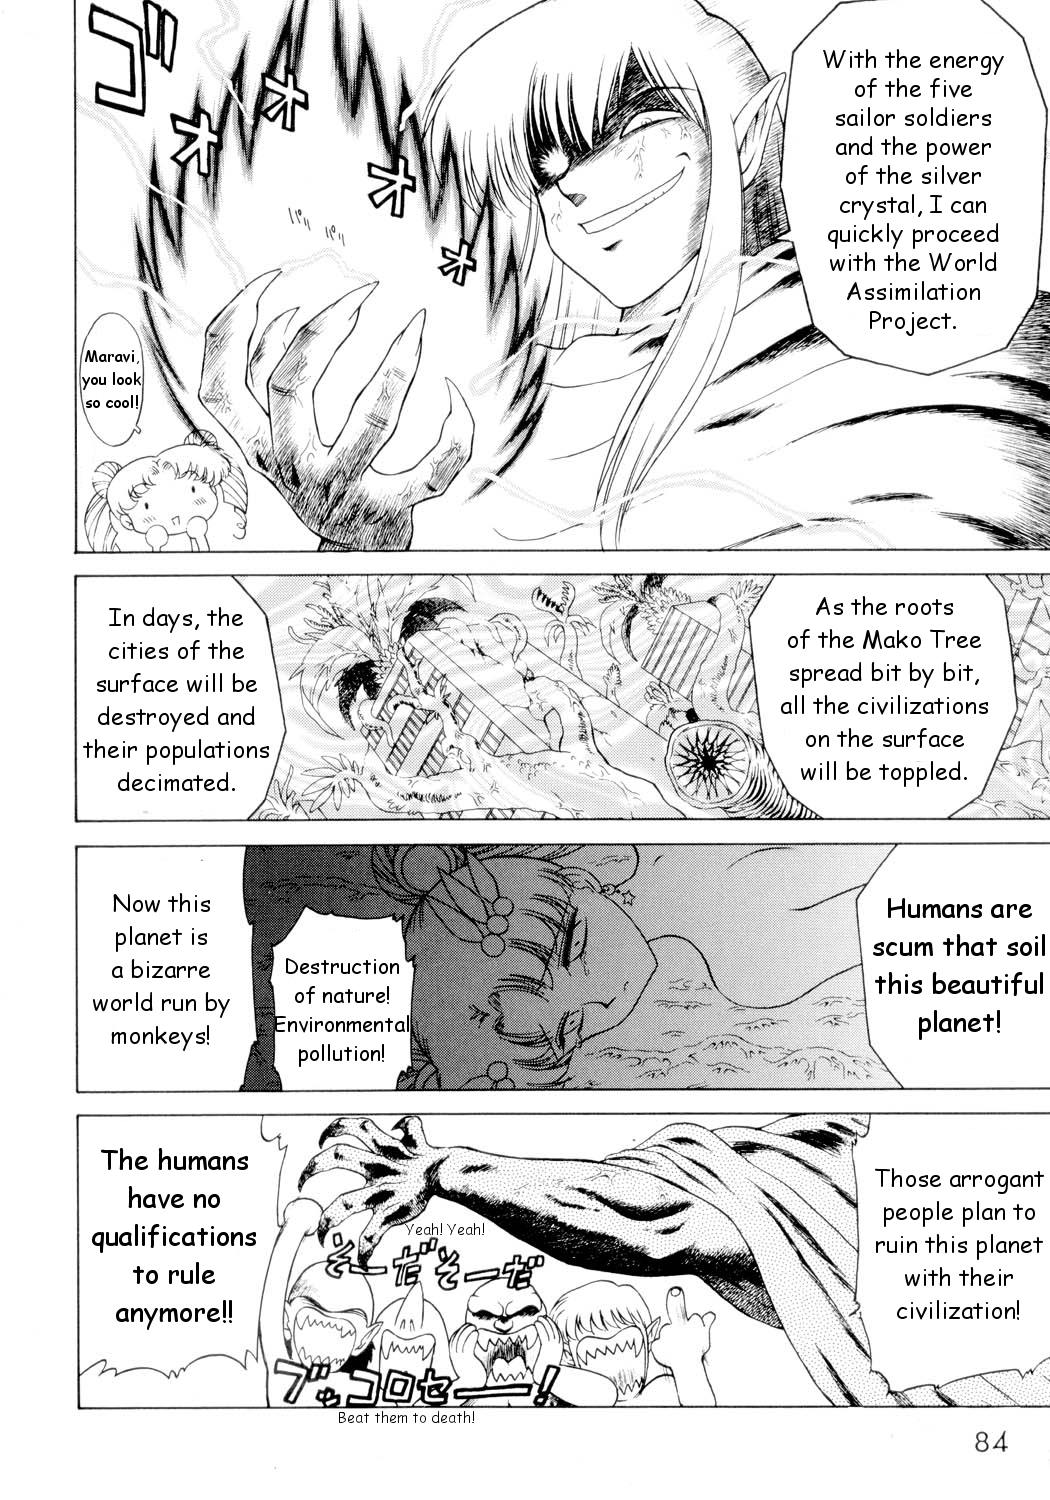 With the energy
of the five
sailor soldiers
and the power
of the silver
crystal, I can
quickly proceed
with the World
Assimilation
Project.
ゴ
オ
オ
オ
オ
Maravi,
you look
so cool!
As the roots
of the Mako Tree
spread bit by bit,
all the civilizations
on the surface
will be toppled.
In days, the
cities of the
surface will be
destroyed and
their populations
decimated.
Humans are
scum that soil
this beautiful
planet!
Destruction
of nature!
Environmental
pollution!
Now this
planet is
a bizarre
world run by
monkeys!
Those arrogant
people plan to
ruin this planet
with their
civilization!
Yeah! Yeah!
そーだそーだ
ブッコロセー!
Beat them to death!
The humans
have no
qualifications
to rule
anymore!!
84